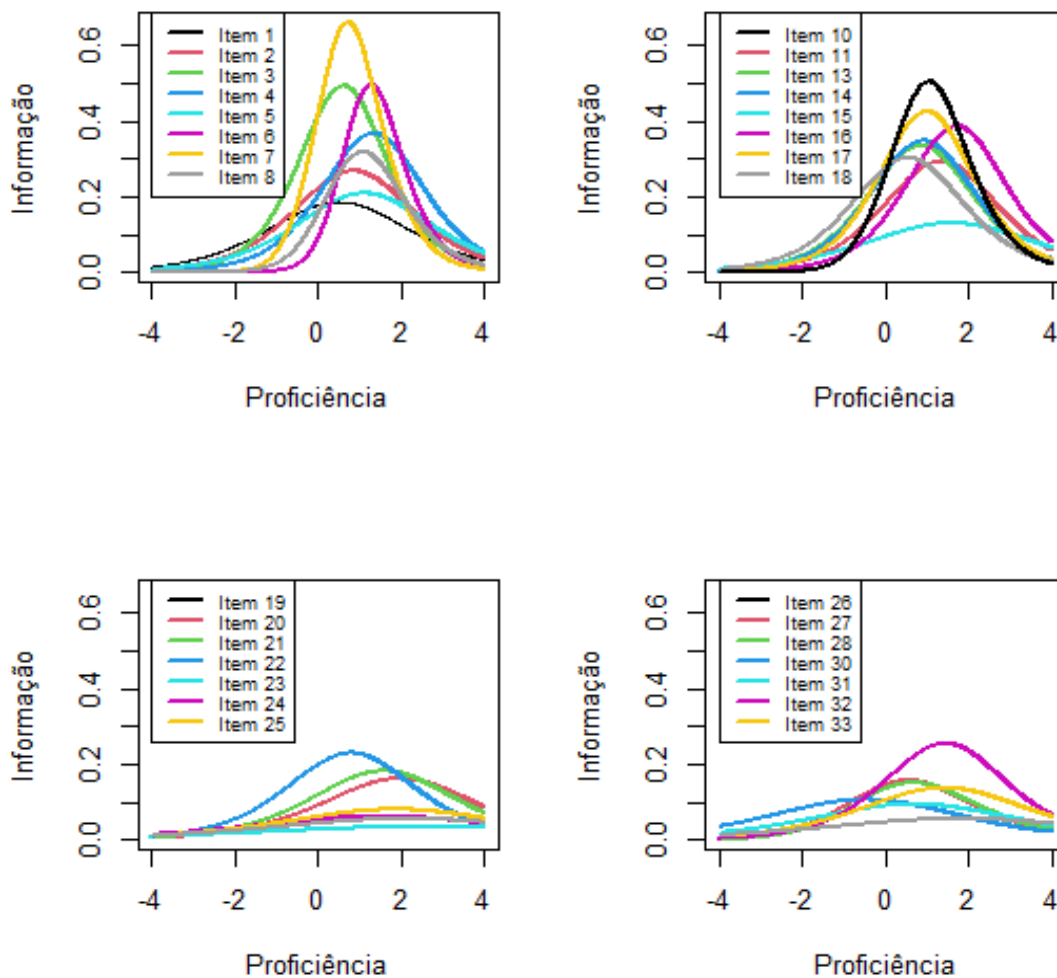 Informação
0.0 0.2 0.4 0.6
Item 1
Item 2
Item 3
Item 4
Item 5
Item 6
Item 7
Item 8
-4 -2 0 2 4
Proficiência
Informação
0.0 0.2 0.4 0.6
Item 10
Item 11
Item 13
Item 14
Item 15
Item 16
Item 17
Item 18
-4 -2 0 2 4
Proficiência
Informação
0.0 0.2 0.4 0.6
Item 19
Item 20
Item 21
Item 22
Item 23
Item 24
Item 25
-4 -2 0 2 4
Proficiência
Informação
0.0 0.2 0.4 0.6
Item 26
Item 27
Item 28
Item 30
Item 31
Item 32
Item 33
-4 -2 0 2 4
Proficiência